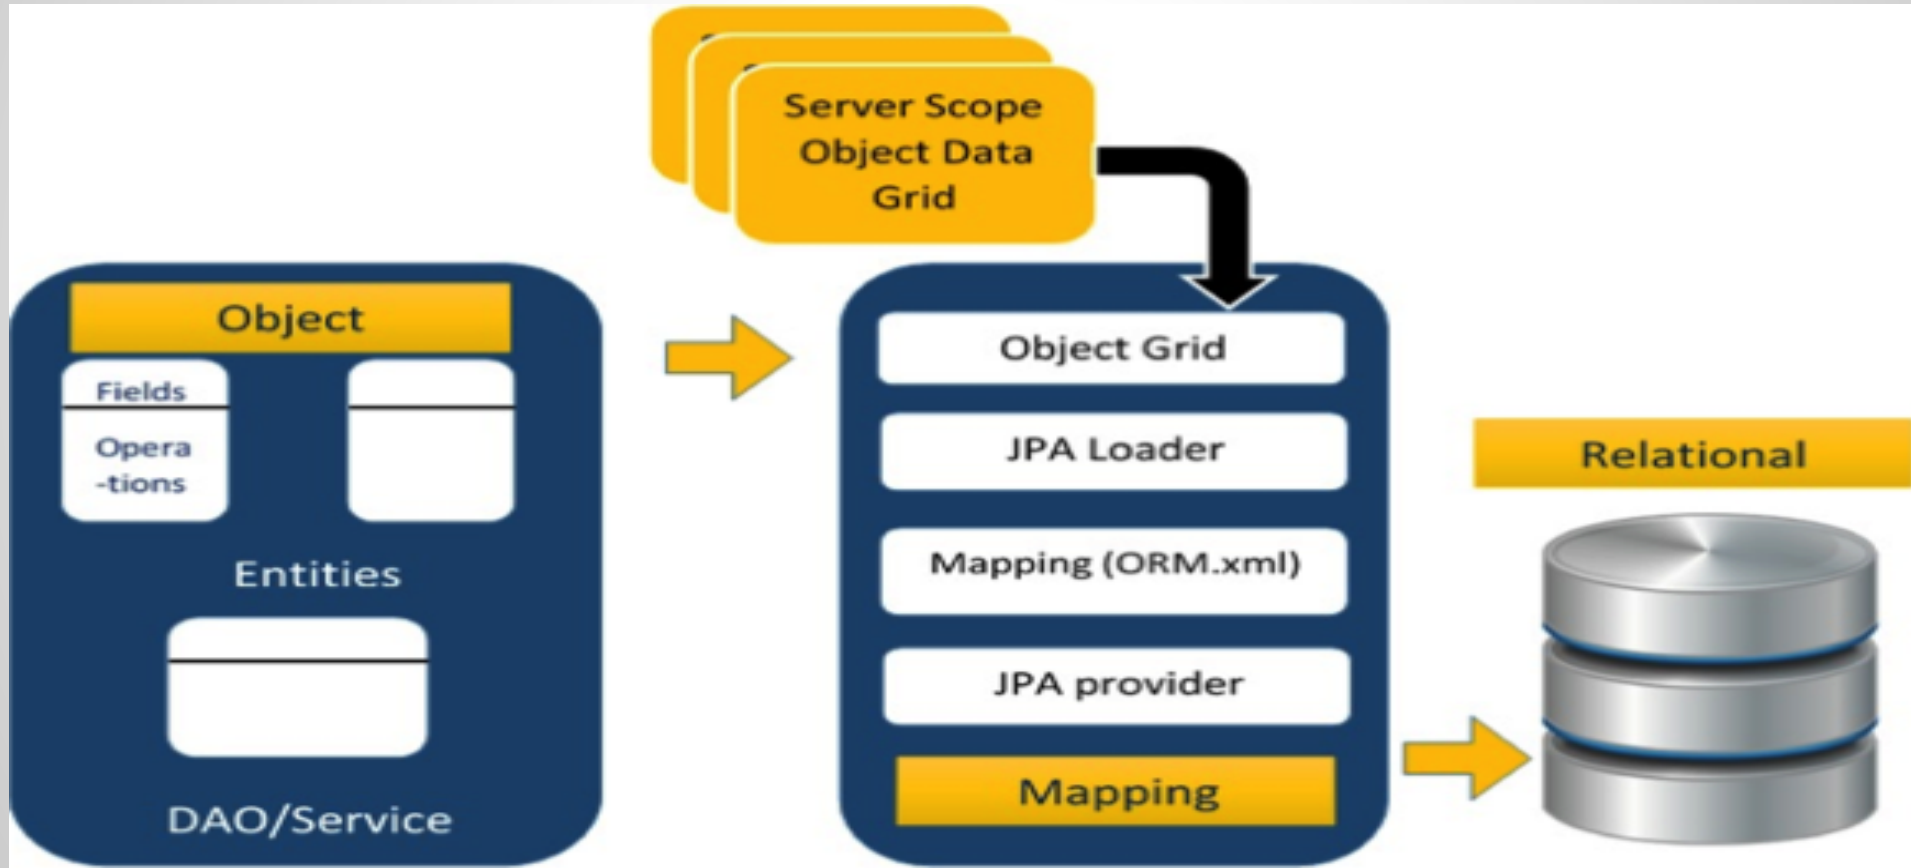 Server Scope
Object Data
Grid
Object
Fields
Opera
-tions
Entities
DAO/Service
Object Grid
JPA Loader
Mapping (ORM.xml)
JPA provider
Mapping
Relational